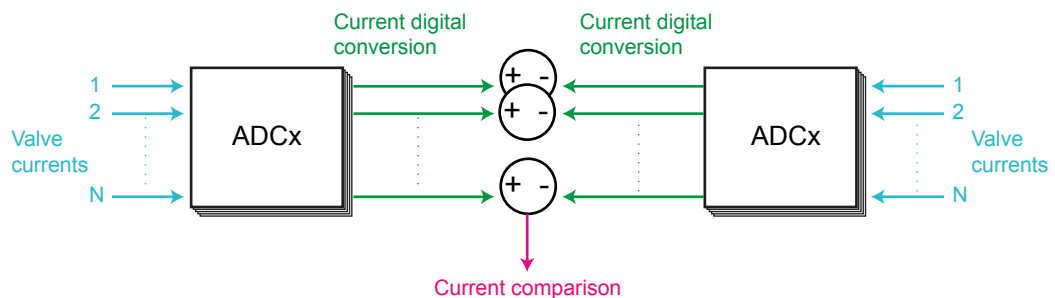 Current digital
conversion
Current digital
conversion
+ -
+ -
1
2
Valve
currents
N
ADCx
ADCx
1
2
Valve
currents
N
+ -
Current comparison